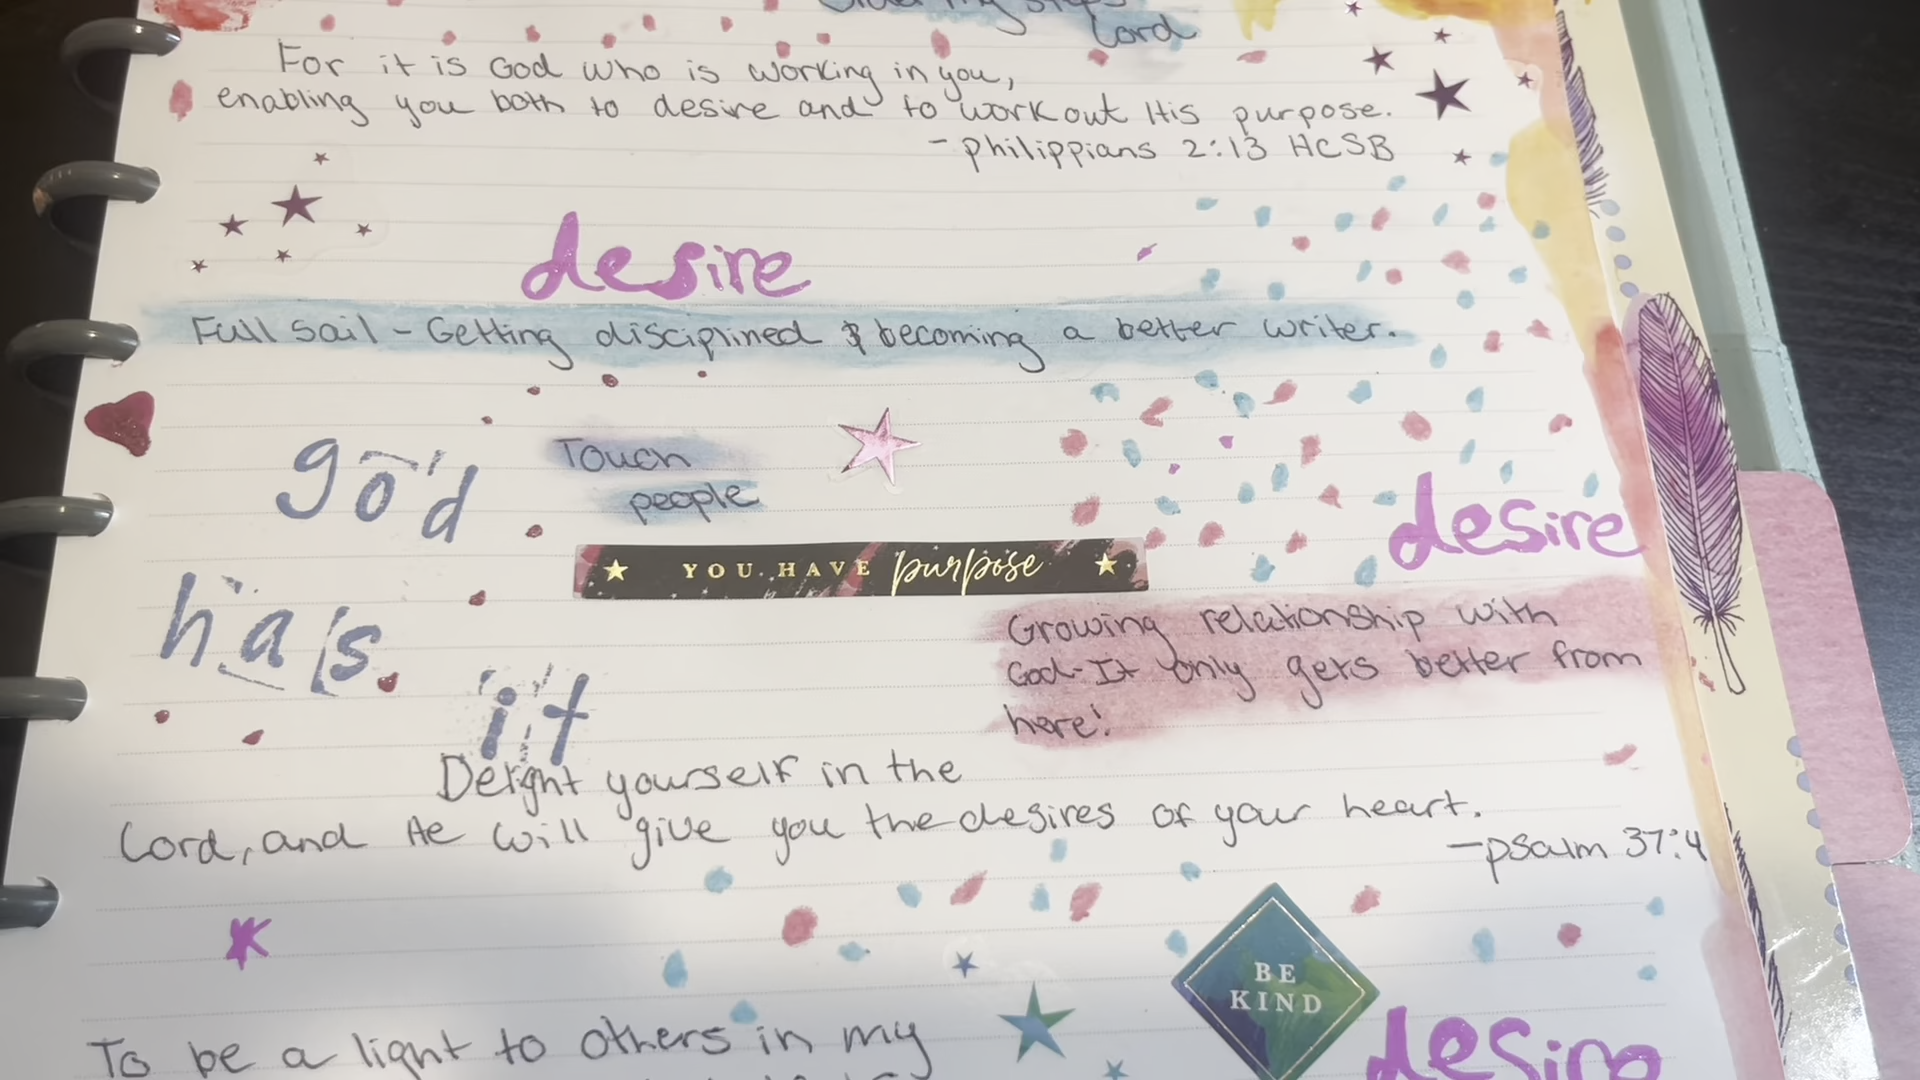 Order my steps
Lord
For it is God who is working in you,
enabling you both to desire and to work out His purpose.
- Philippians 2:13 HCSB
desire
Full Sail - Getting disciplined & becoming a better writer.
god
Touch
people
desire
YOU HAVE purpose
has
Growing relationship with
God-It only gets better from
here!
it
Delight yourself in the
Lord, and He will give you the desires of your heart.
-psalm 37:4
BE
KIND
To be a light to others in my
desire